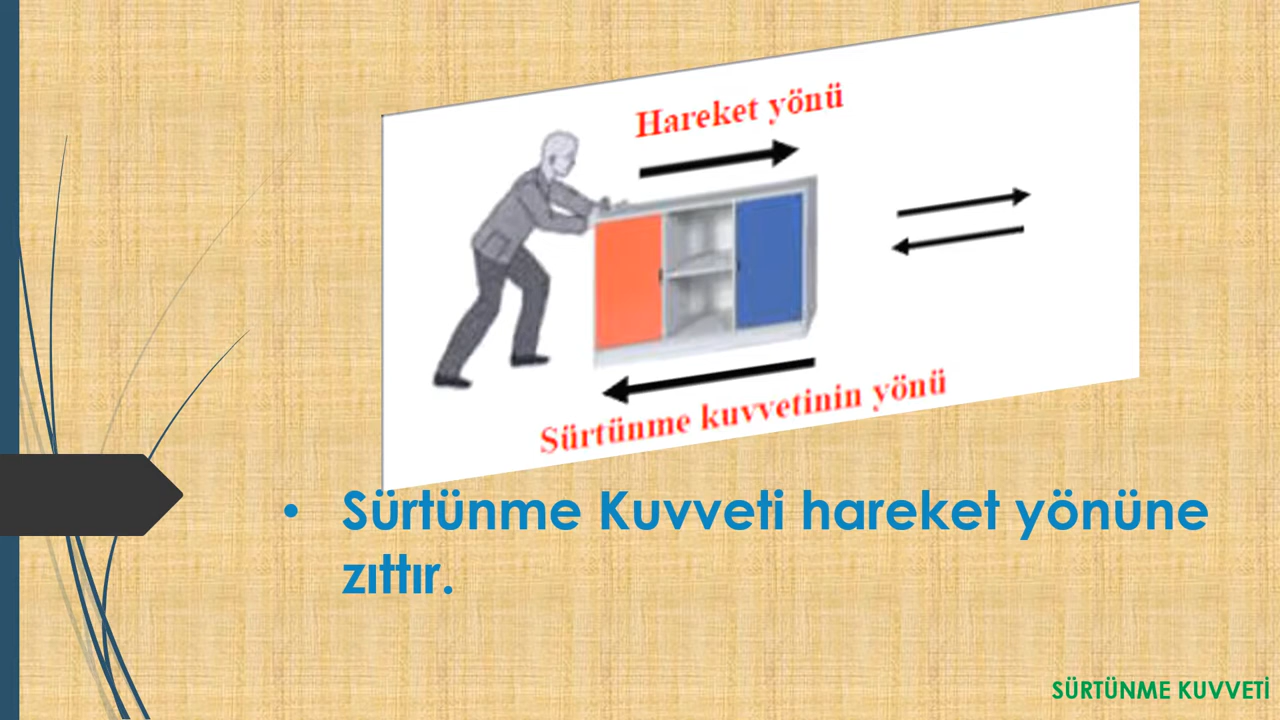 Hareket yönü
Sürtünme kuvvetinin yönü
• Sürtünme Kuvveti hareket yönüne
zıttır.
SÜRTÜNME KUVVETİ